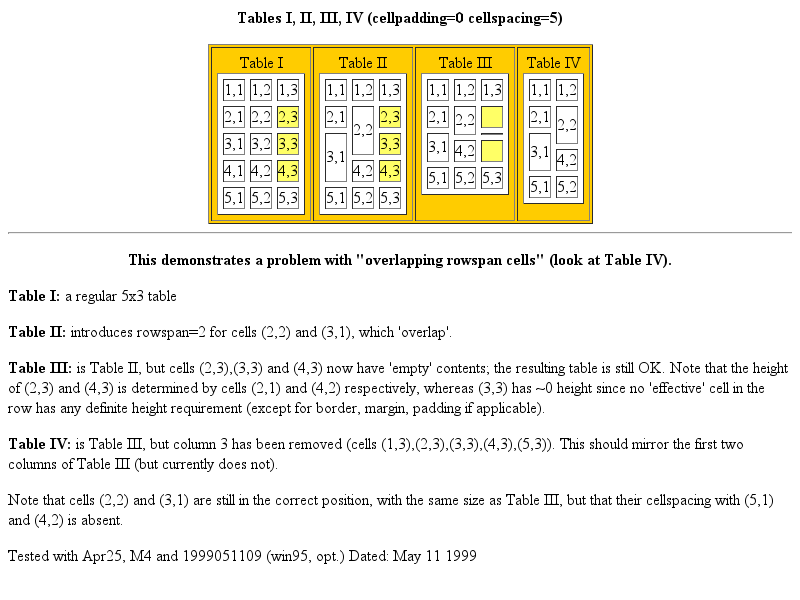 Tables I, II, III, IV (cellpadding=0 cellspacing=5)
Table I Table II Table III Table IV
1,1 1,2 1,3 1,1 1,2 1,3 1,1 1,2 1,3 1,1 1,2
2,1 2,2 2,3 2,1 2,2 2,3 2,1 2,2 2,1 2,2
3,1 3,2 3,3 3,1 3,3 3,1 4,2 3,1 4,2
4,1 4,2 4,3 4,2 4,3 5,1 5,2 5,3 5,1 5,2
5,1 5,2 5,3 5,1 5,2 5,3
This demonstrates a problem with "overlapping rowspan cells" (look at Table IV).
Table I: a regular 5x3 table
Table II: introduces rowspan=2 for cells (2,2) and (3,1), which 'overlap'.
Table III: is Table II, but cells (2,3),(3,3) and (4,3) now have 'empty' contents; the resulting table is still OK. Note that the height
of (2,3) and (4,3) is determined by cells (2,1) and (4,2) respectively, whereas (3,3) has ~0 height since no 'effective' cell in the
row has any definite height requirement (except for border, margin, padding if applicable).
Table IV: is Table III, but column 3 has been removed (cells (1,3),(2,3),(3,3),(4,3),(5,3)). This should mirror the first two
columns of Table III (but currently does not).
Note that cells (2,2) and (3,1) are still in the correct position, with the same size as Table III, but that their cellspacing with (5,1)
and (4,2) is absent.
Tested with Apr25, M4 and 1999051109 (win95, opt.) Dated: May 11 1999